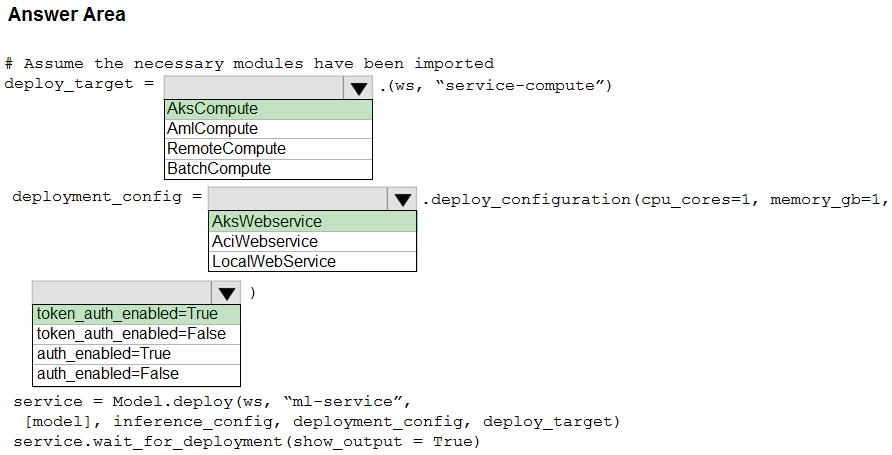 Answer Area
# Assume the necessary modules have been imported
deploy_target = .(ws, “service-compute”)
AksCompute
AmlCompute
RemoteCompute
BatchCompute
deployment_config = .deploy_configuration(cpu_cores=1, memory_gb=1,
AksWebservice
AciWebservice
LocalWebService
)
token_auth_enabled=True
token_auth_enabled=False
auth_enabled=True
auth_enabled=False
service = Model.deploy(ws, “ml-service”,
[model], inference_config, deployment_config, deploy_target)
service.wait_for_deployment(show_output = True)